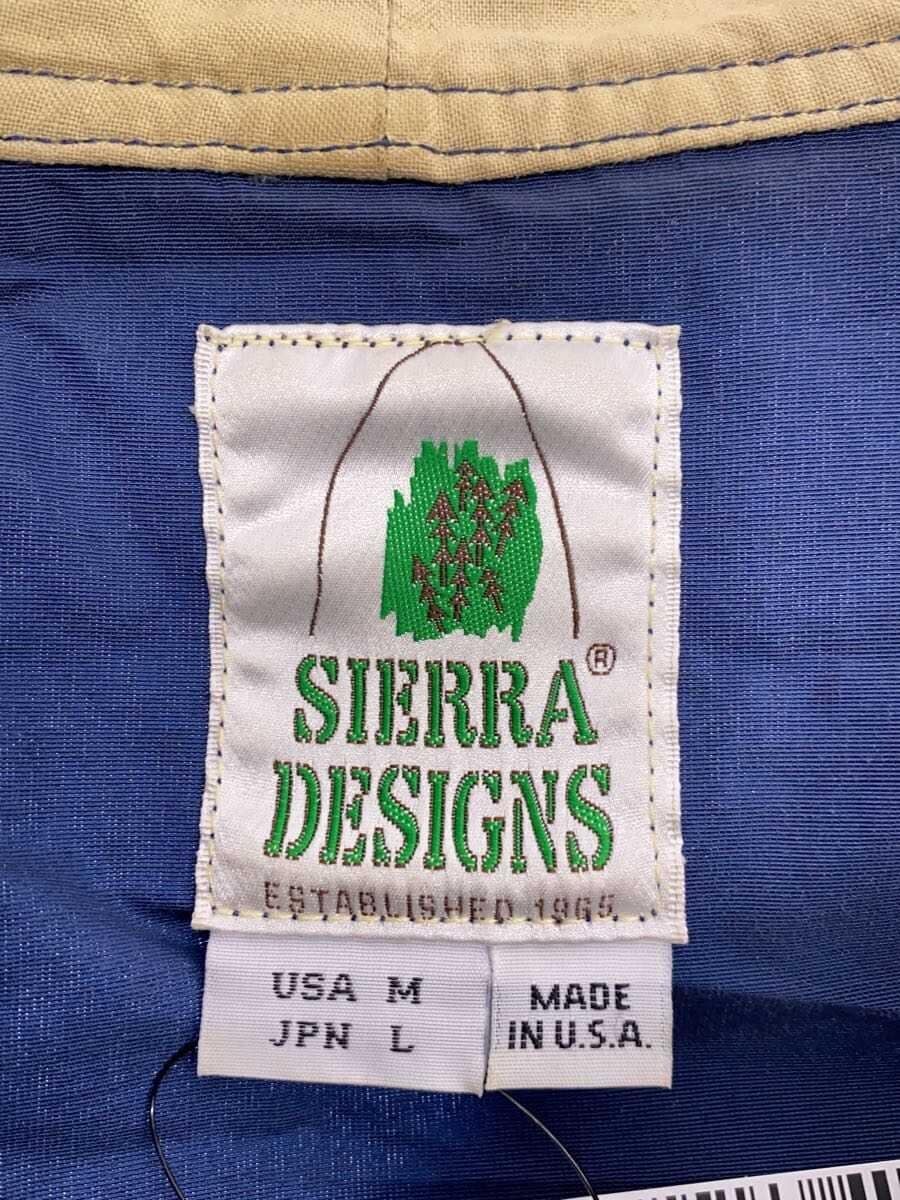 SIERRA®
DESIGNS
ESTABLISHED 1965
USA M
JPN L
MADE
IN U.S.A.